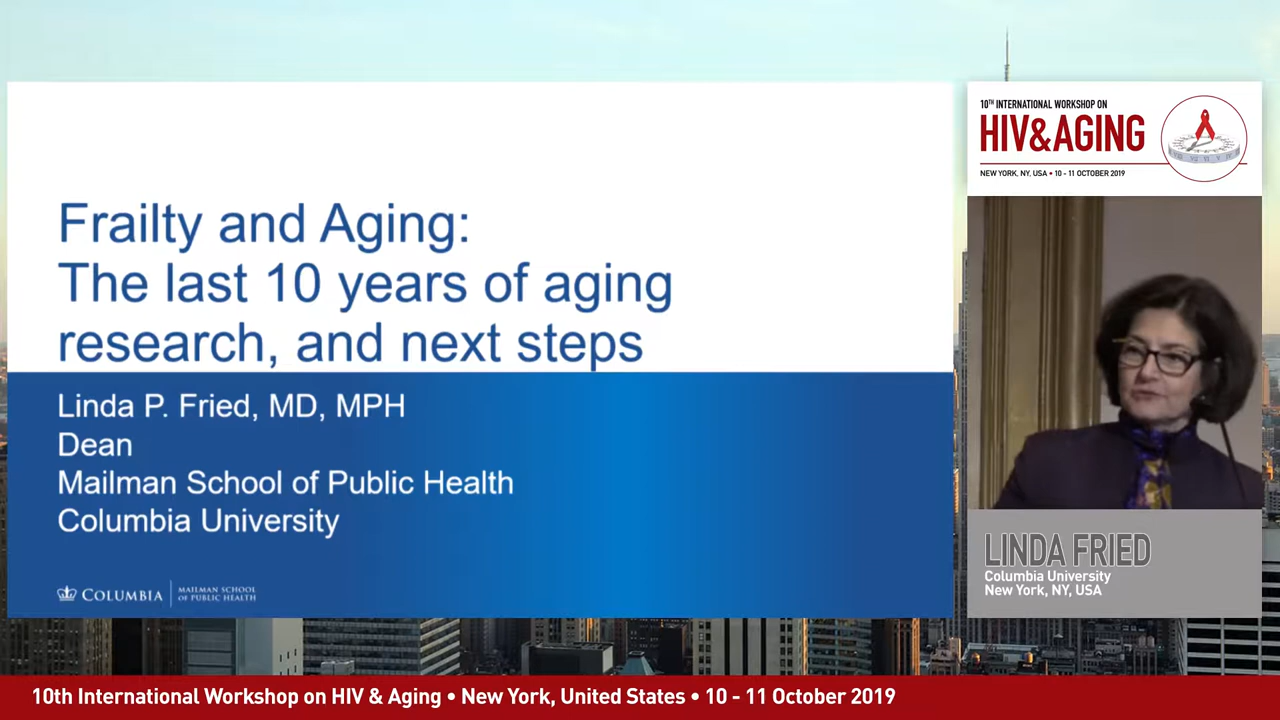 Frailty and Aging:
The last 10 years of aging
research, and next steps
Linda P. Fried, MD, MPH
Dean
Mailman School of Public Health
Columbia University
COLUMBIA
MAILMAN SCHOOL
OF PUBLIC HEALTH
10TH INTERNATIONAL WORKSHOP ON
HIV&AGING
NEW YORK, NY, USA • 10 - 11 OCTOBER 2019
LINDA FRIED
Columbia University
New York, NY, USA
10th International Workshop on HIV & Aging • New York, United States • 10 - 11 October 2019